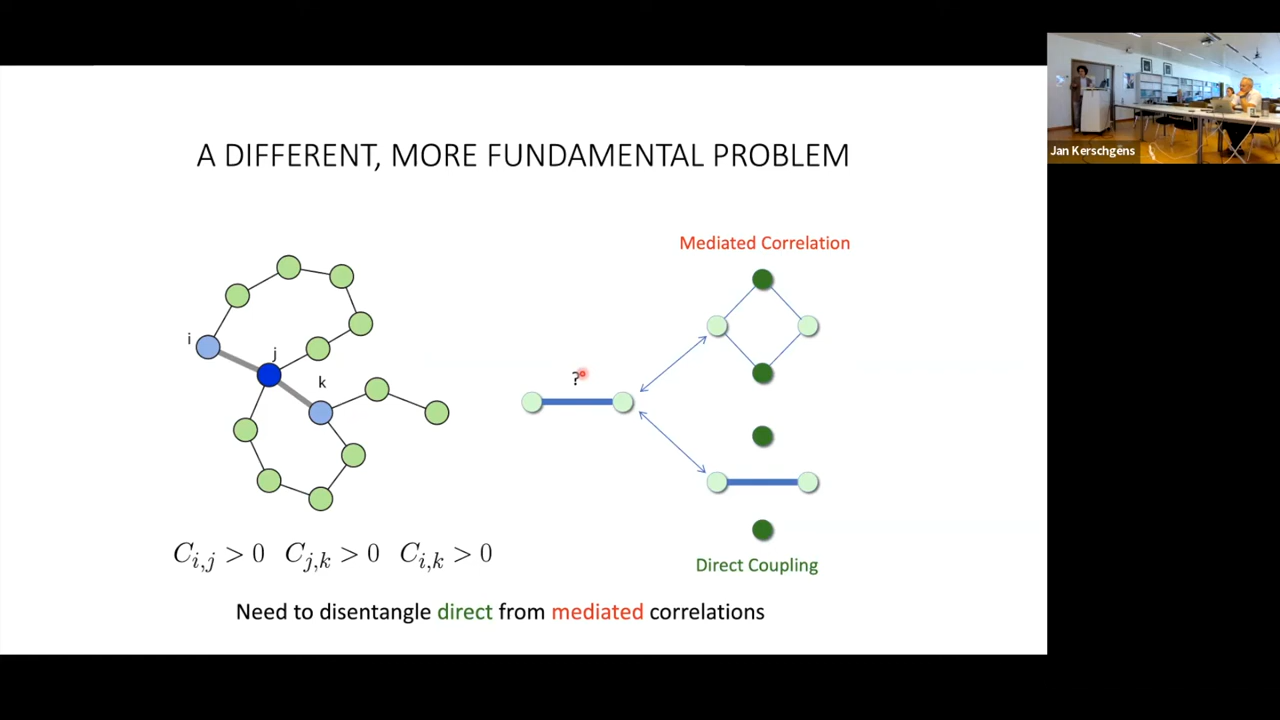 A DIFFERENT, MORE FUNDAMENTAL PROBLEM
Jan Kerschgens
Mediated Correlation
i
j
k
?
C_{i,j} > 0   C_{j,k} > 0   C_{i,k} > 0
Direct Coupling
Need to disentangle direct from mediated correlations